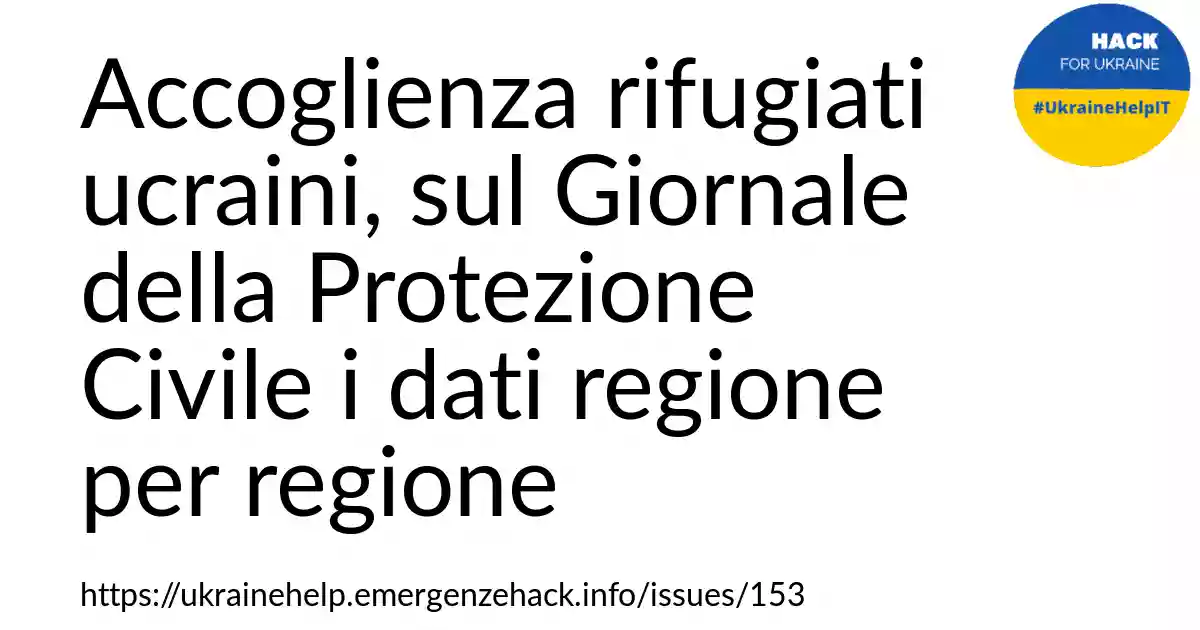 Accoglienza rifugiati
ucraini, sul Giornale
della Protezione
Civile i dati regione
per regione
https://ukrainehelp.emergenzehack.info/issues/153
HACK
FOR UKRAINE
#UkraineHelpIT